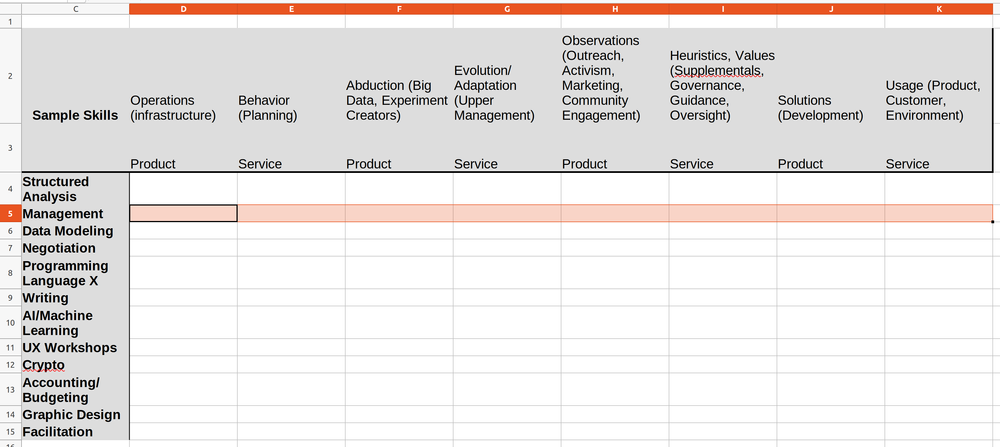 C D E F G H I J K
1
2
Sample Skills
Operations
(infrastructure)
Behavior
(Planning)
Abduction (Big
Data, Experiment
Creators)
Evolution/
Adaptation
(Upper
Management)
Observations
(Outreach,
Activism,
Marketing,
Community
Engagement)
Heuristics, Values
(Supplementals,
Governance,
Guidance,
Oversight)
Solutions
(Development)
Usage (Product,
Customer,
Environment)
3 Product Service Product Service Product Service Product Service
4 Structured
Analysis
5 Management
6 Data Modeling
7 Negotiation
8 Programming
Language X
9 Writing
10 AI/Machine
Learning
11 UX Workshops
12 Crypto
13 Accounting/
Budgeting
14 Graphic Design
15 Facilitation